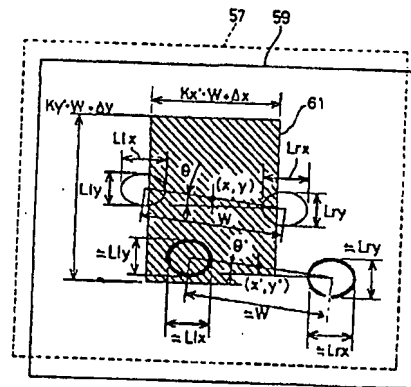 57
59
Kx'·W+Δx
Ky'·W+Δy
61
Llx
Lrx
Lly
θ
(x, y)
Lry
W
≃Lly
θ'
≃Lry
(x', y')
≃W
≃Llx
≃Lrx